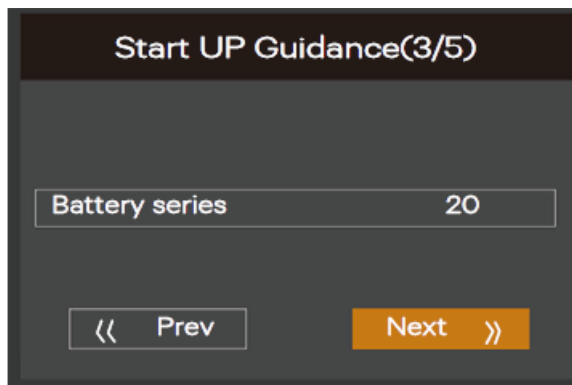 Start UP Guidance(3/5)
Battery series 20
⟨⟨ Prev
Next ⟩⟩